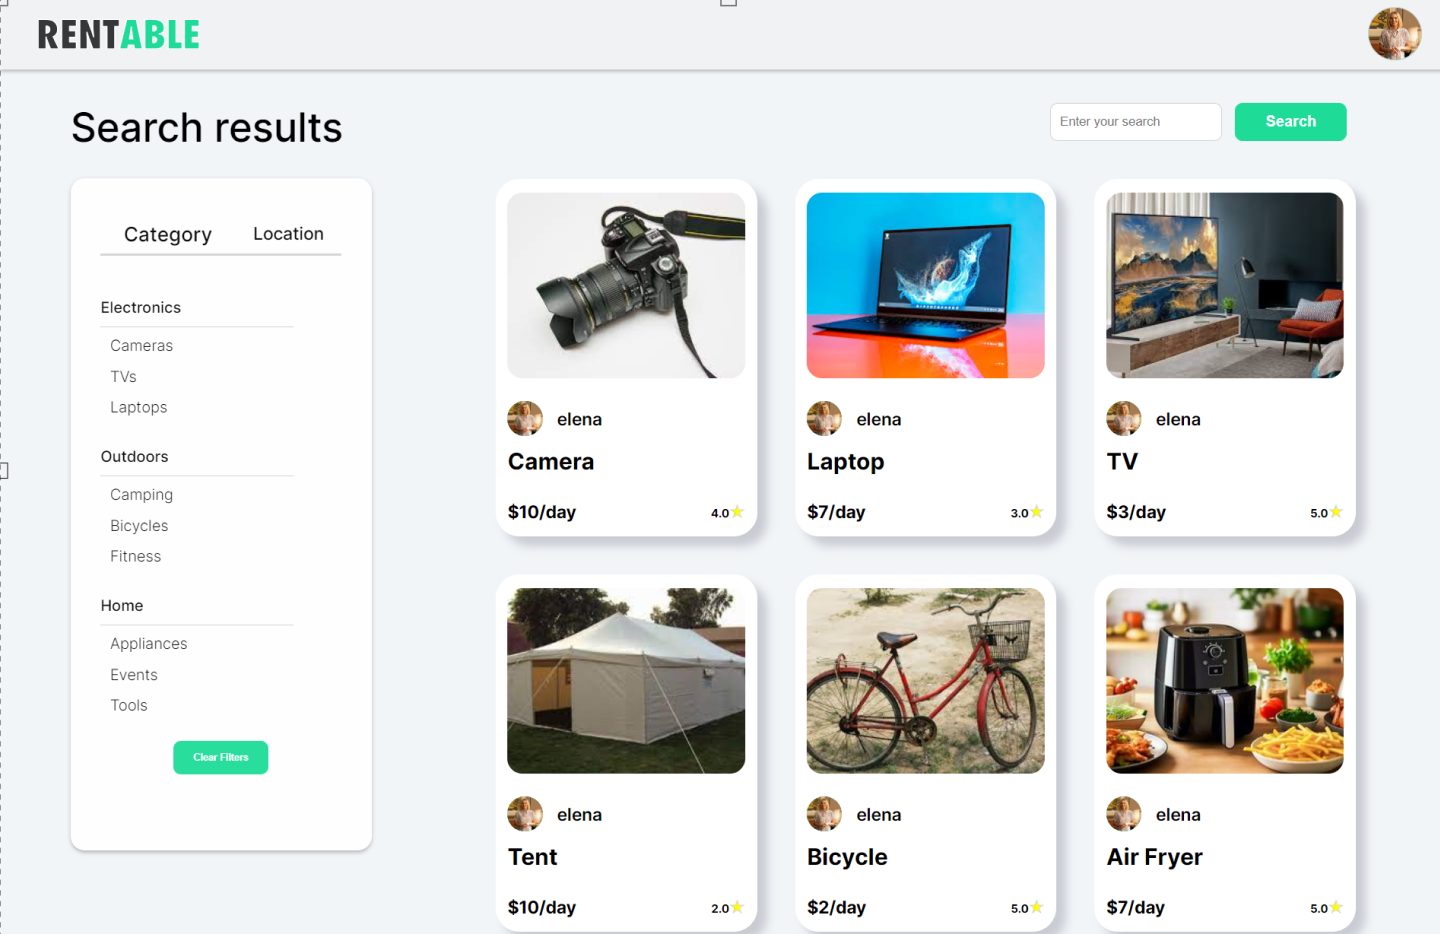 RENTABLE
Search results
Enter your search
Search
Category
Location
Electronics
Cameras
TVs
Laptops
Outdoors
Camping
Bicycles
Fitness
Home
Appliances
Events
Tools
Clear Filters
elena
Camera
$10/day
4.0
elena
Laptop
$7/day
3.0
elena
TV
$3/day
5.0
elena
Tent
$10/day
2.0
elena
Bicycle
$2/day
5.0
elena
Air Fryer
$7/day
5.0